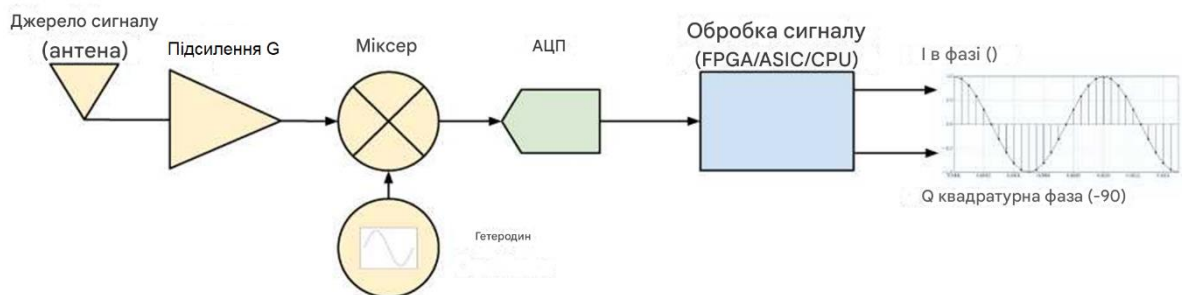 Джерело сигналу
(антена)
Підсилення G
Міксер
АЦП
Обробка сигналу
(FPGA/ASIC/CPU)
I в фазі ()
Q квадратурна фаза (-90)
Гетеродин